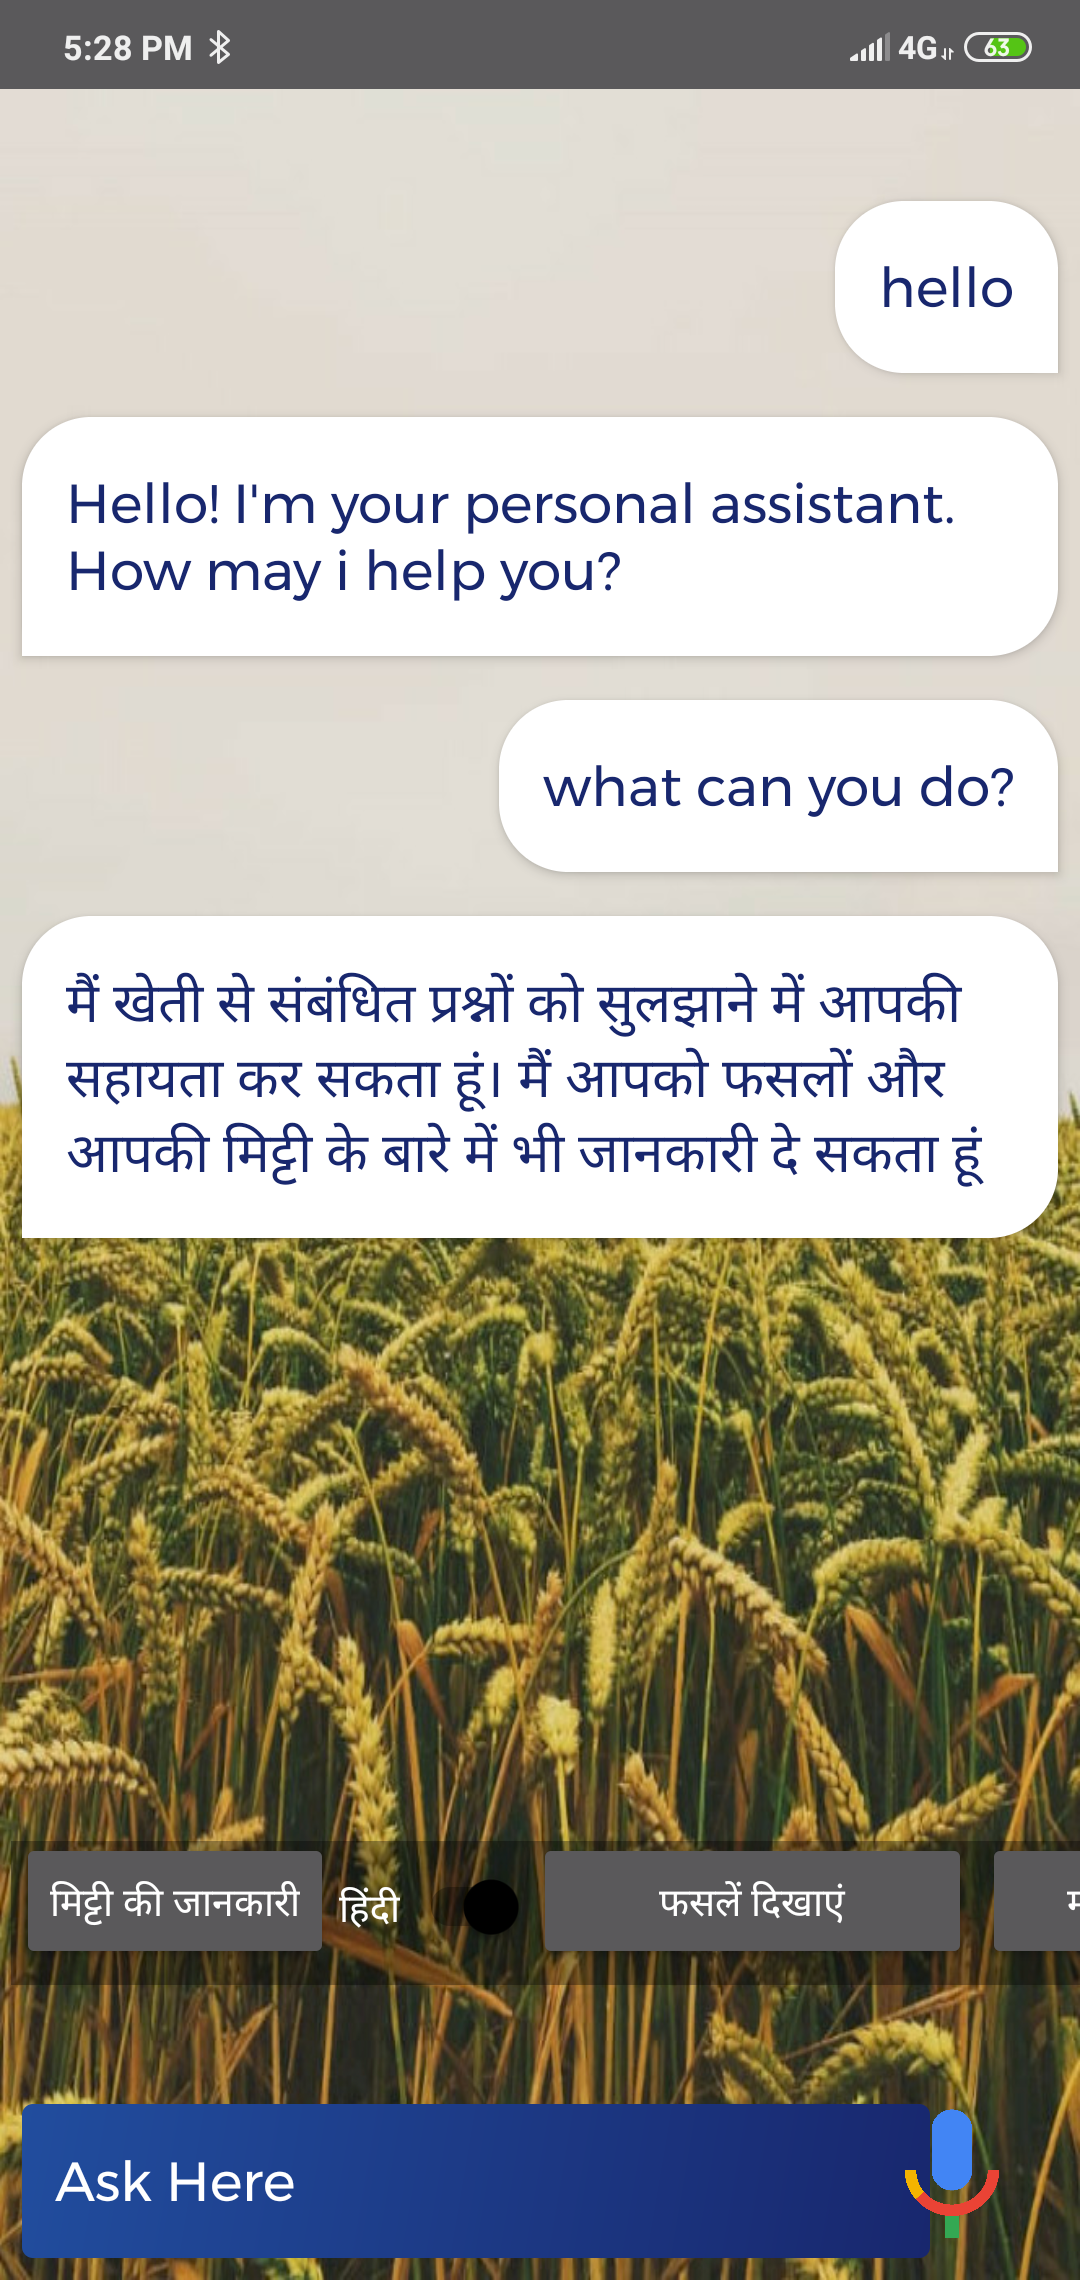 5:28 PM 4G 63
hello
Hello! I'm your personal assistant.
How may i help you?
what can you do?
मैं खेती से संबंधित प्रश्नों को सुलझाने में आपकी
सहायता कर सकता हूं। मैं आपको फसलों और
आपकी मिट्टी के बारे में भी जानकारी दे सकता हूं
मिट्टी की जानकारी हिंदी फसलें दिखाएं
Ask Here